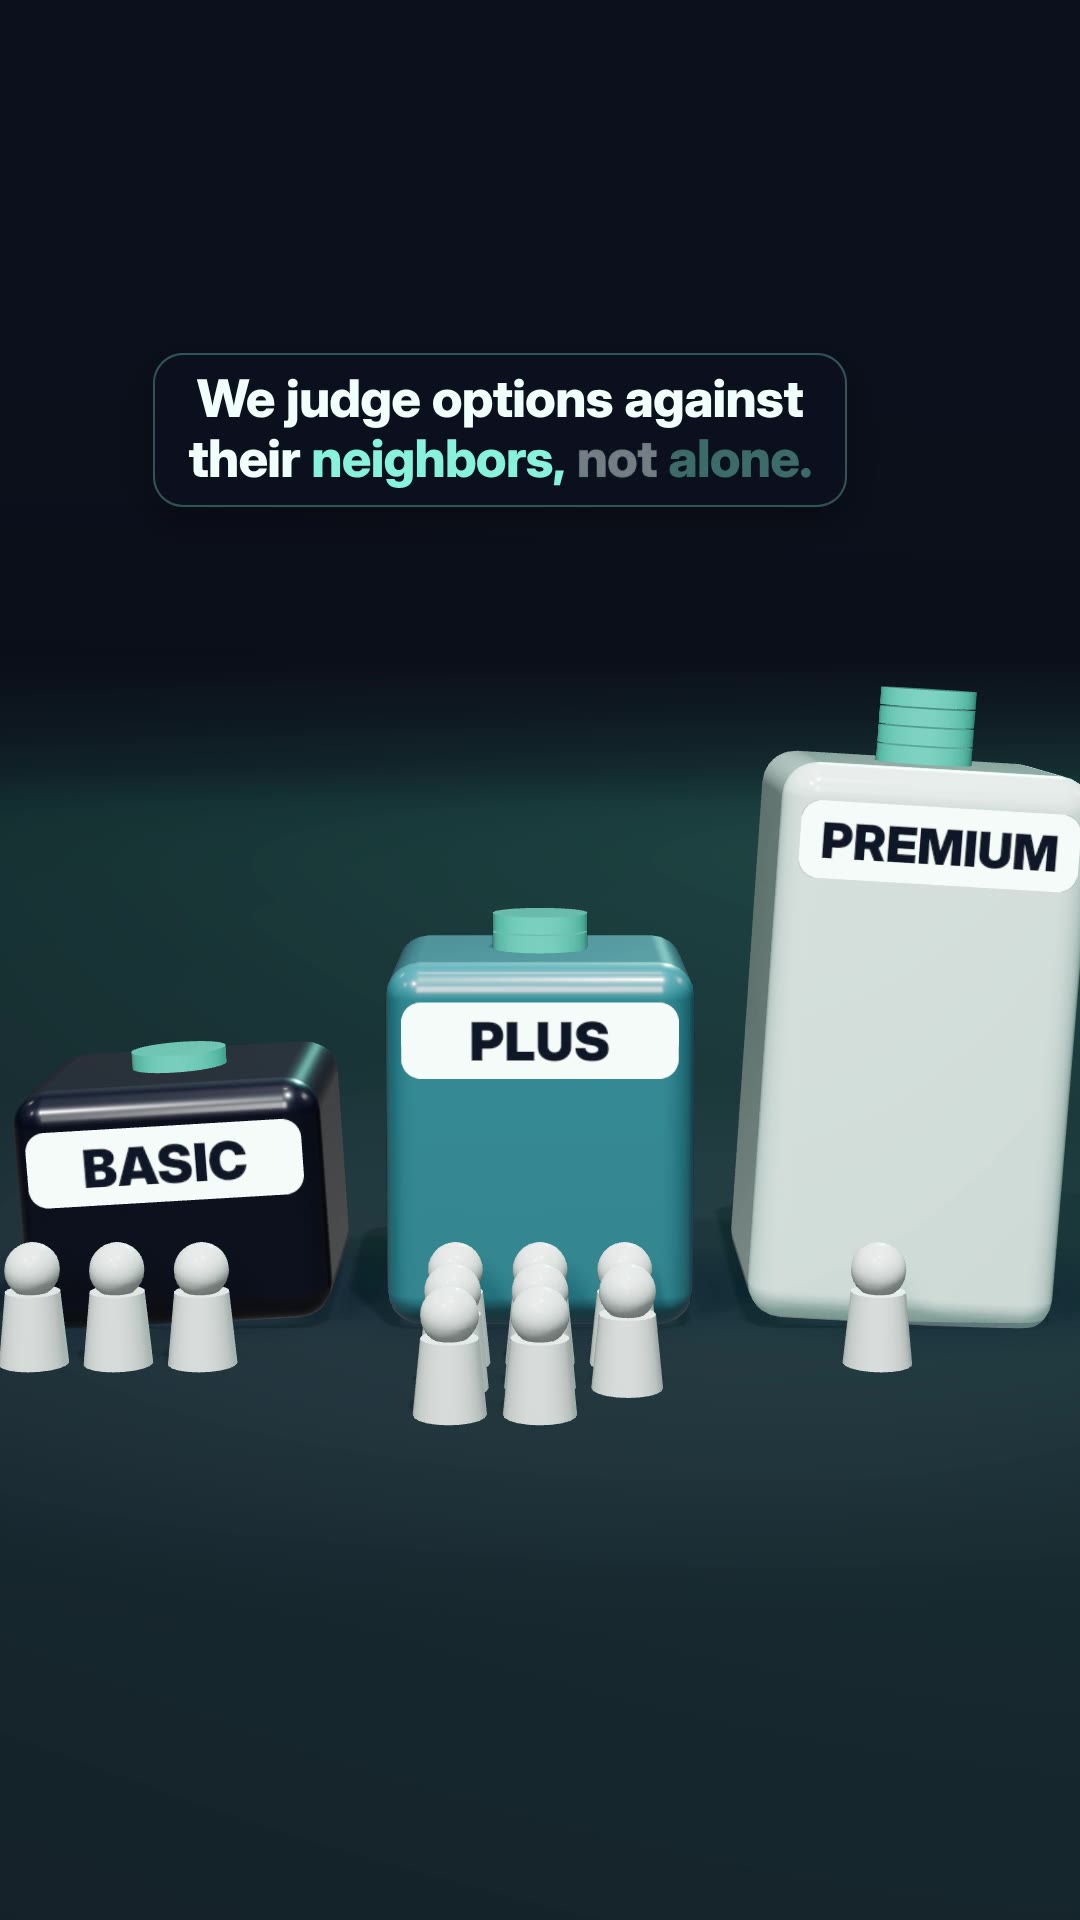 We judge options against
their neighbors, not alone.
PREMIUM
PLUS
BASIC